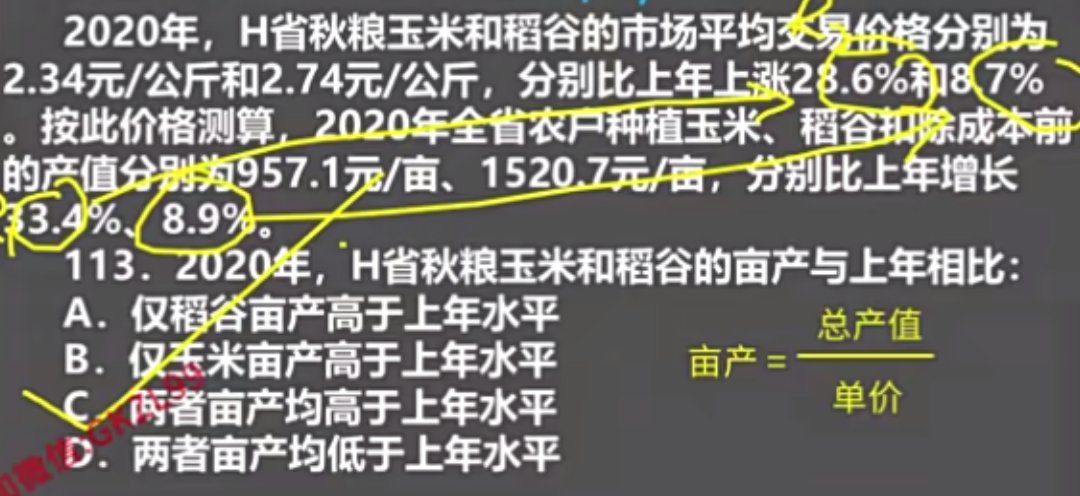 2020年，H省秋粮玉米和稻谷的市场平均交易价格分别为
2.34元/公斤和2.74元/公斤，分别比上年上涨28.6%和8.7%
。按此价格测算，2020年全省农户种植玉米、稻谷扣除成本前
的产值分别为957.1元/亩、1520.7元/亩，分别比上年增长
33.4%、8.9%。
113．2020年，H省秋粮玉米和稻谷的亩产与上年相比：
A．仅稻谷亩产高于上年水平
B．仅玉米亩产高于上年水平
C．两者亩产均高于上年水平
D．两者亩产均低于上年水平
亩产 =
总产值
单价
微信:GKZL99